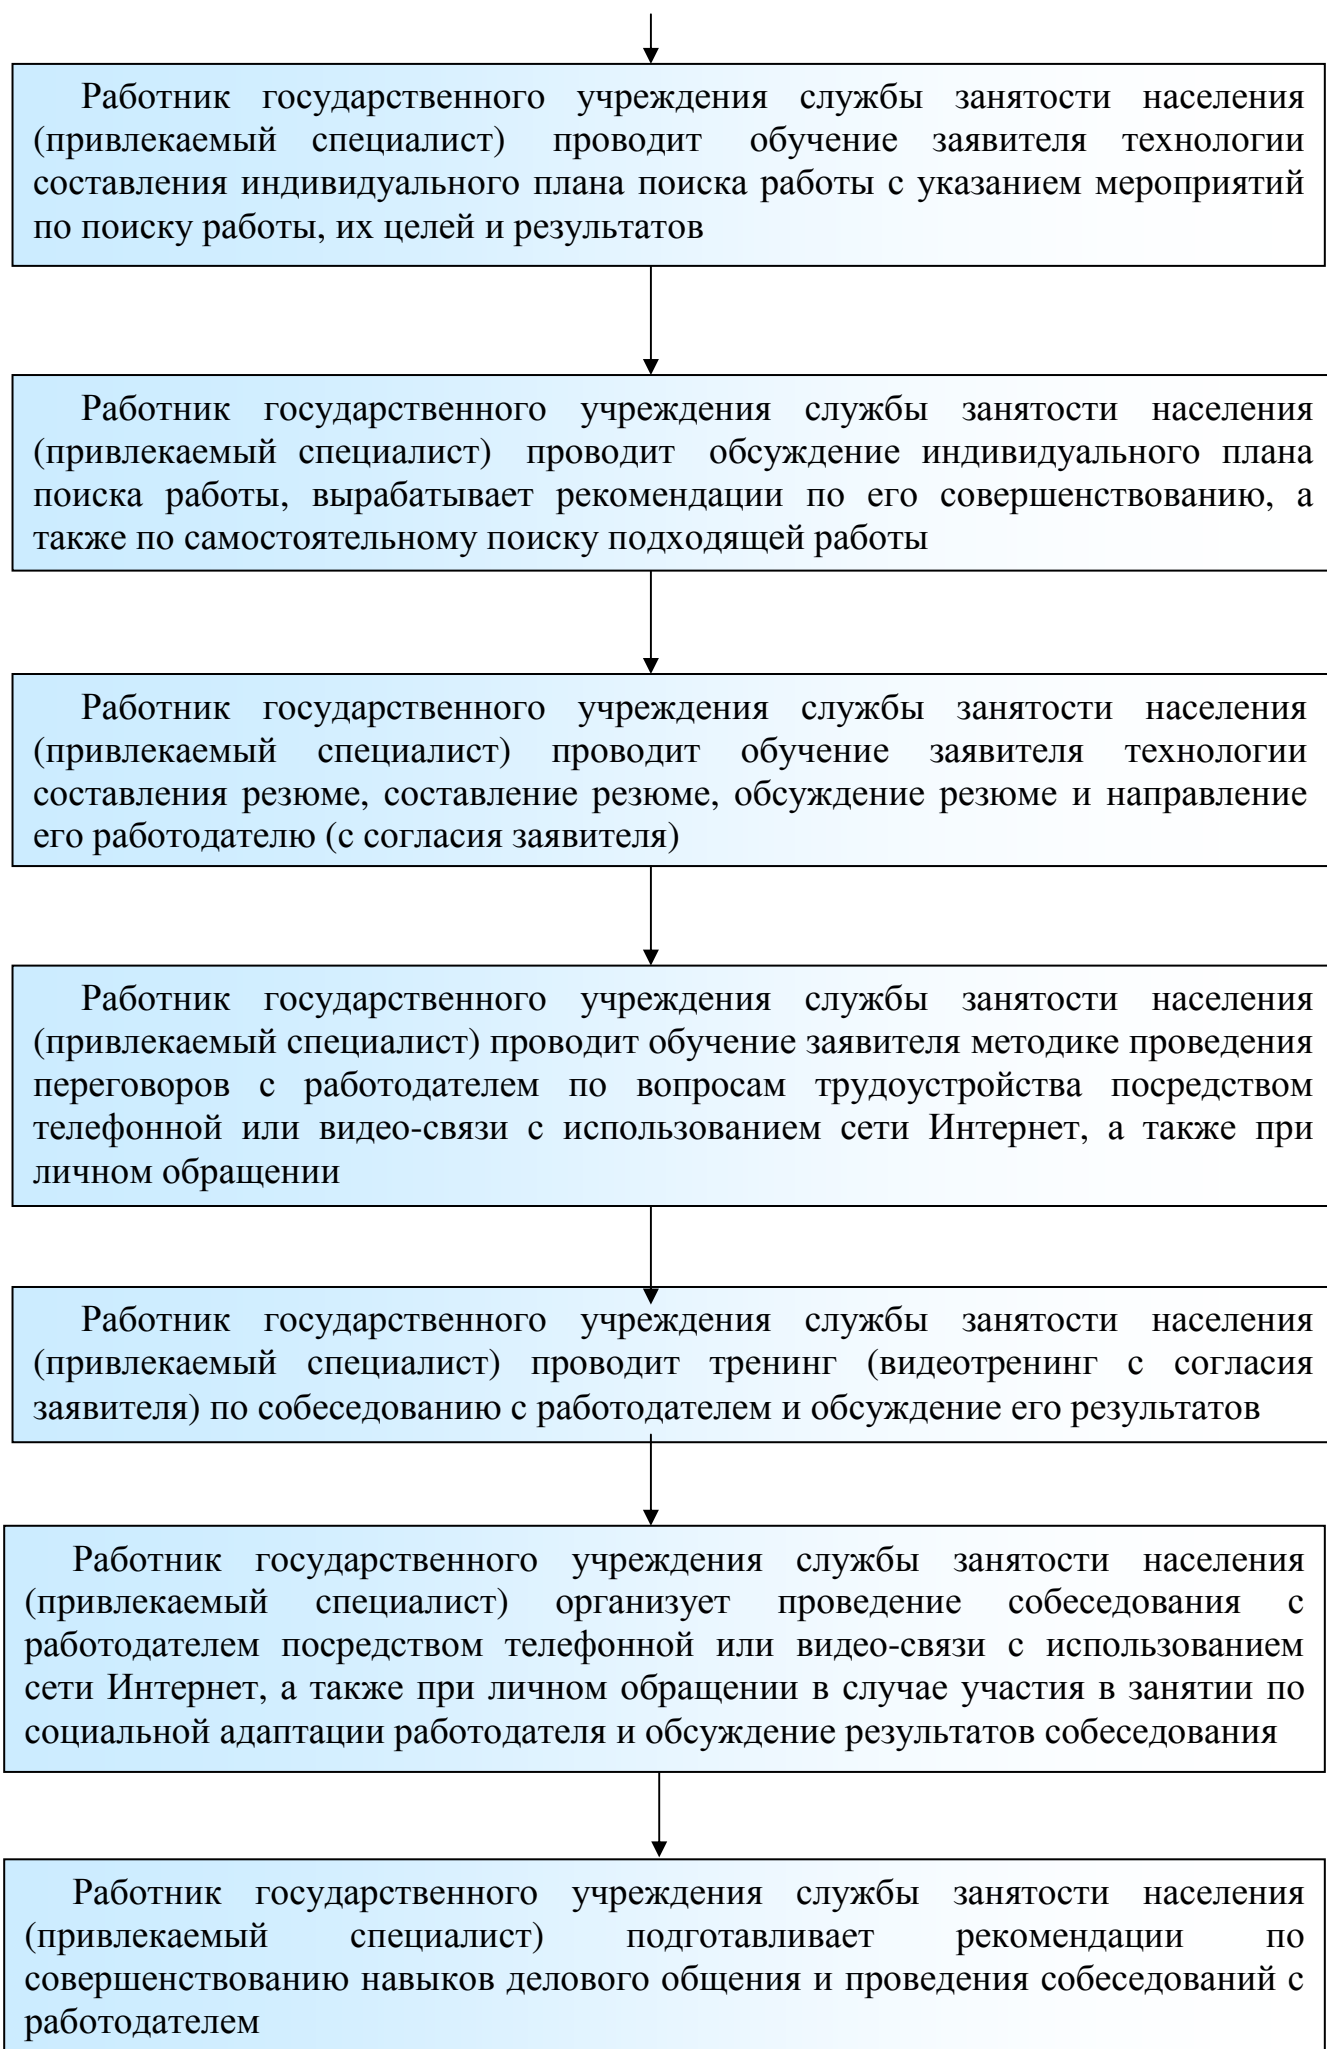 Работник государственного учреждения службы занятости населения
(привлекаемый специалист) проводит обучение заявителя технологии
составления индивидуального плана поиска работы с указанием мероприятий
по поиску работы, их целей и результатов
Работник государственного учреждения службы занятости населения
(привлекаемый специалист) проводит обсуждение индивидуального плана
поиска работы, вырабатывает рекомендации по его совершенствованию, а
также по самостоятельному поиску подходящей работы
Работник государственного учреждения службы занятости населения
(привлекаемый специалист) проводит обучение заявителя технологии
составления резюме, составление резюме, обсуждение резюме и направление
его работодателю (с согласия заявителя)
Работник государственного учреждения службы занятости населения
(привлекаемый специалист) проводит обучение заявителя методике проведения
переговоров с работодателем по вопросам трудоустройства посредством
телефонной или видео-связи с использованием сети Интернет, а также при
личном обращении
Работник государственного учреждения службы занятости населения
(привлекаемый специалист) проводит тренинг (видеотренинг с согласия
заявителя) по собеседованию с работодателем и обсуждение его результатов
Работник государственного учреждения службы занятости населения
(привлекаемый специалист) организует проведение собеседования с
работодателем посредством телефонной или видео-связи с использованием
сети Интернет, а также при личном обращении в случае участия в занятии по
социальной адаптации работодателя и обсуждение результатов собеседования
Работник государственного учреждения службы занятости населения
(привлекаемый специалист) подготавливает рекомендации по
совершенствованию навыков делового общения и проведения собеседований с
работодателем